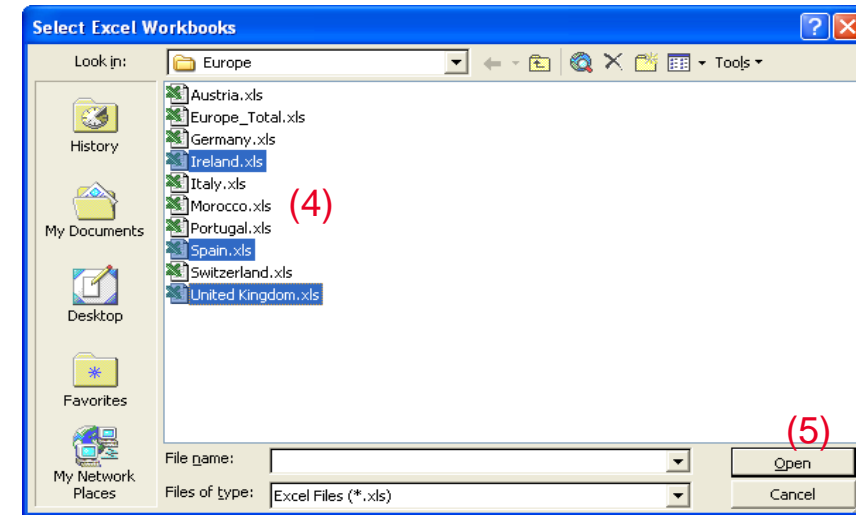 Select Excel Workbooks
Look in: Europe Tools
Austria.xls
Europe_Total.xls
Germany.xls
Ireland.xls
Italy.xls
Morocco.xls
(4)
Portugal.xls
Spain.xls
Switzerland.xls
United Kingdom.xls
History
My Documents
Desktop
Favorites
My Network
Places
(5)
File name:
Open
Files of type: Excel Files (*.xls)
Cancel